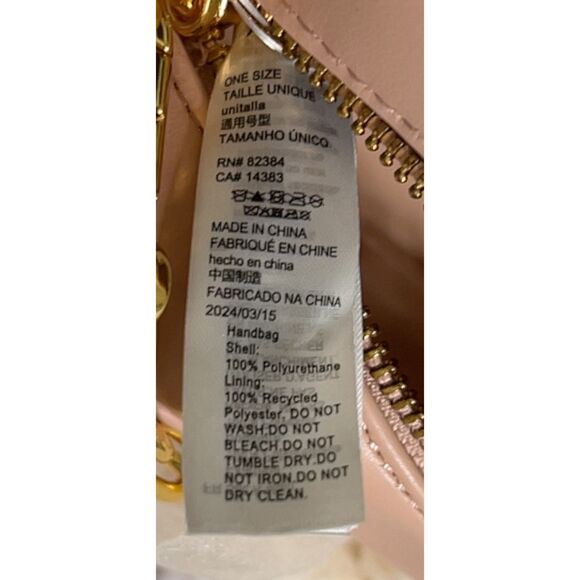 ONE SIZE
TAILLE UNIQUE
unitalla
通用号型
TAMANHO ÚNICO.
RN# 82384
CA# 14383
MADE IN CHINA
FABRIQUÉ EN CHINE
hecho en china
中国制造
FABRICADO NA CHINA
2024/03/15
Handbag
Shell:
100% Polyurethane
Lining:
100% Recycled
Polyester, DO NOT
WASH.DO NOT
BLEACH.DO NOT
TUMBLE DRY.DO
NOT IRON.DO NOT
DRY CLEAN.